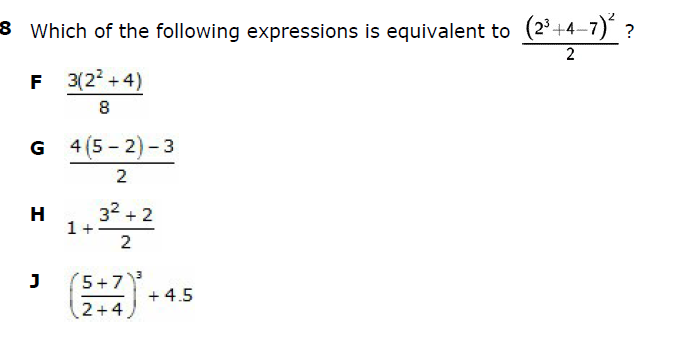 8 Which of the following expressions is equivalent to (2³+4–7)² / 2 ?
F 3(2² + 4) / 8
G 4(5 – 2) – 3 / 2
H 1 + 3² + 2 / 2
J (5 + 7 / 2 + 4)³ + 4.5